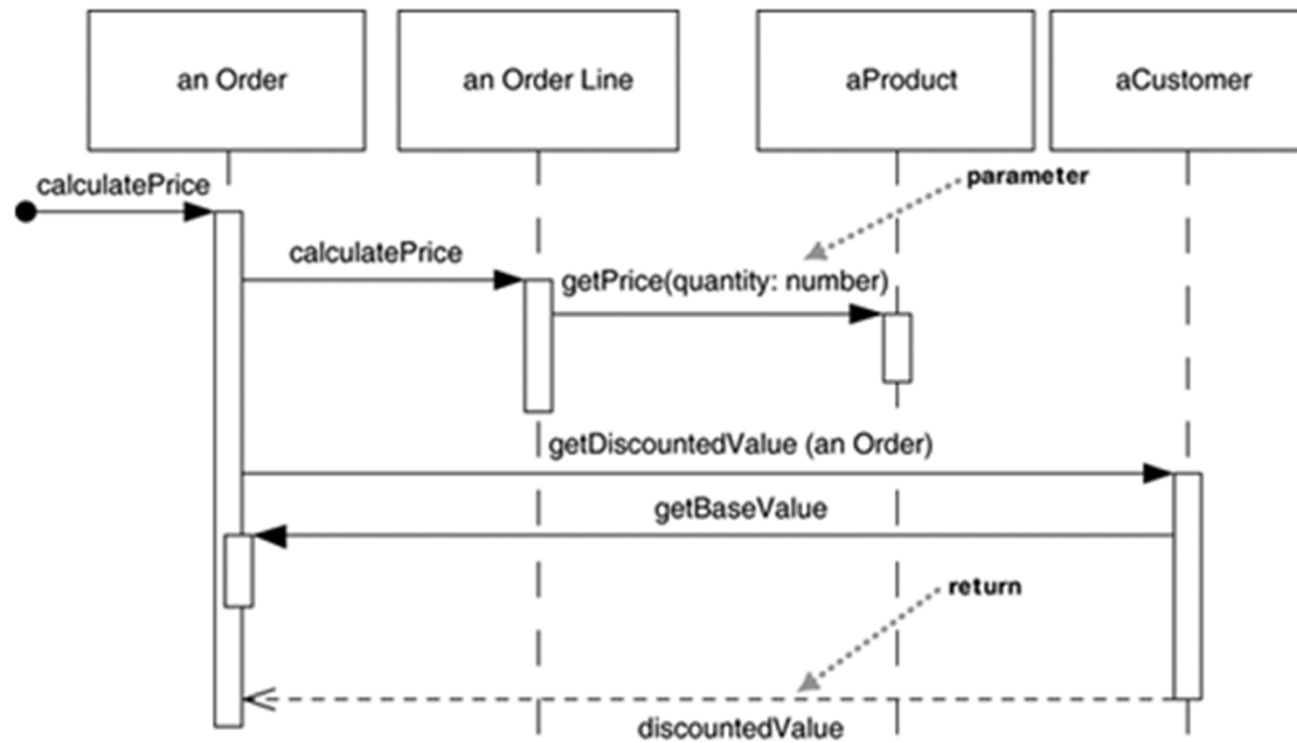 an Order
an Order Line
aProduct
aCustomer
calculatePrice
parameter
calculatePrice
getPrice(quantity: number)
getDiscountedValue (an Order)
getBaseValue
return
discountedValue